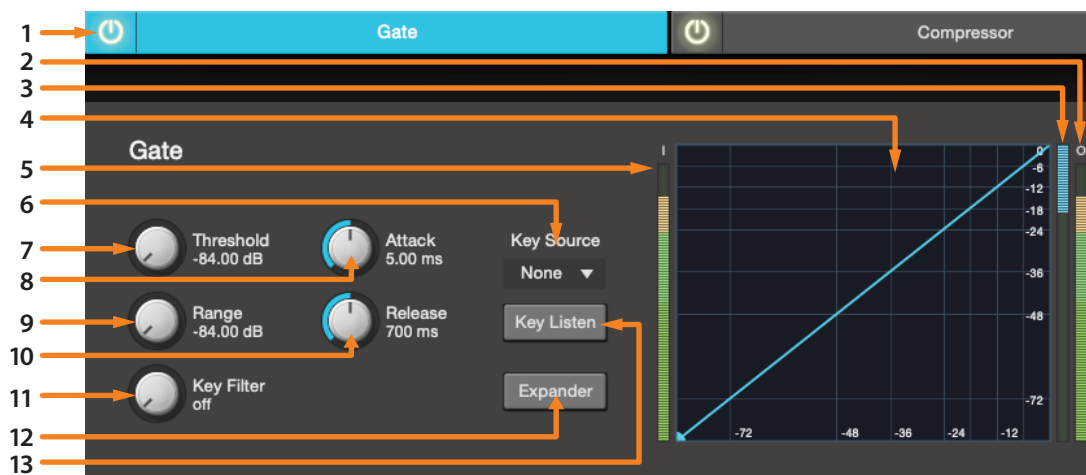 1
Gate
Compressor
2
3
4
Gate
5
I
0
O
-6
6
-12
-18
7
Threshold
-84.00 dB
Attack
5.00 ms
Key Source
-24
8
None
-36
9
Range
-84.00 dB
Release
700 ms
Key Listen
-48
10
11
Key Filter
off
Expander
-72
12
-72
-48
-36
-24
-12
13